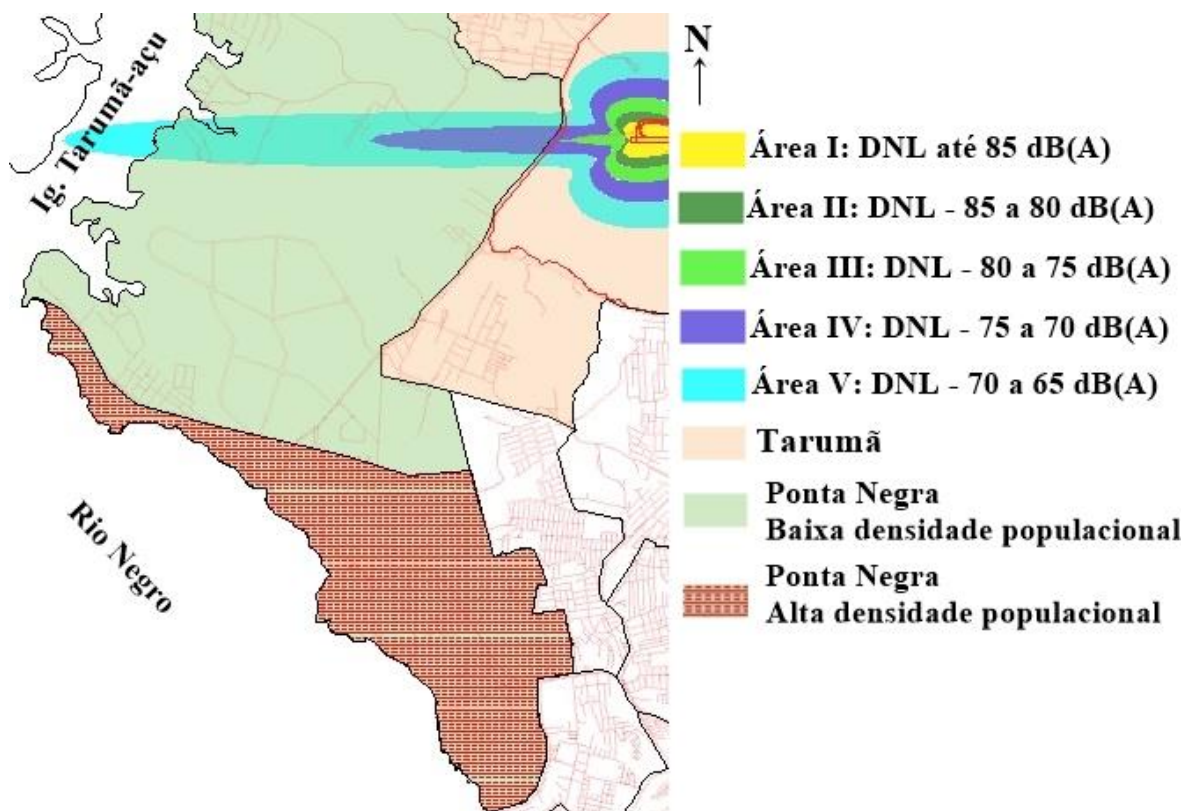 Ig. Tarumã-açu
Rio Negro
N
Área I: DNL até 85 dB(A)
Área II: DNL - 85 a 80 dB(A)
Área III: DNL - 80 a 75 dB(A)
Área IV: DNL - 75 a 70 dB(A)
Área V: DNL - 70 a 65 dB(A)
Tarumã
Ponta Negra
Baixa densidade populacional
Ponta Negra
Alta densidade populacional